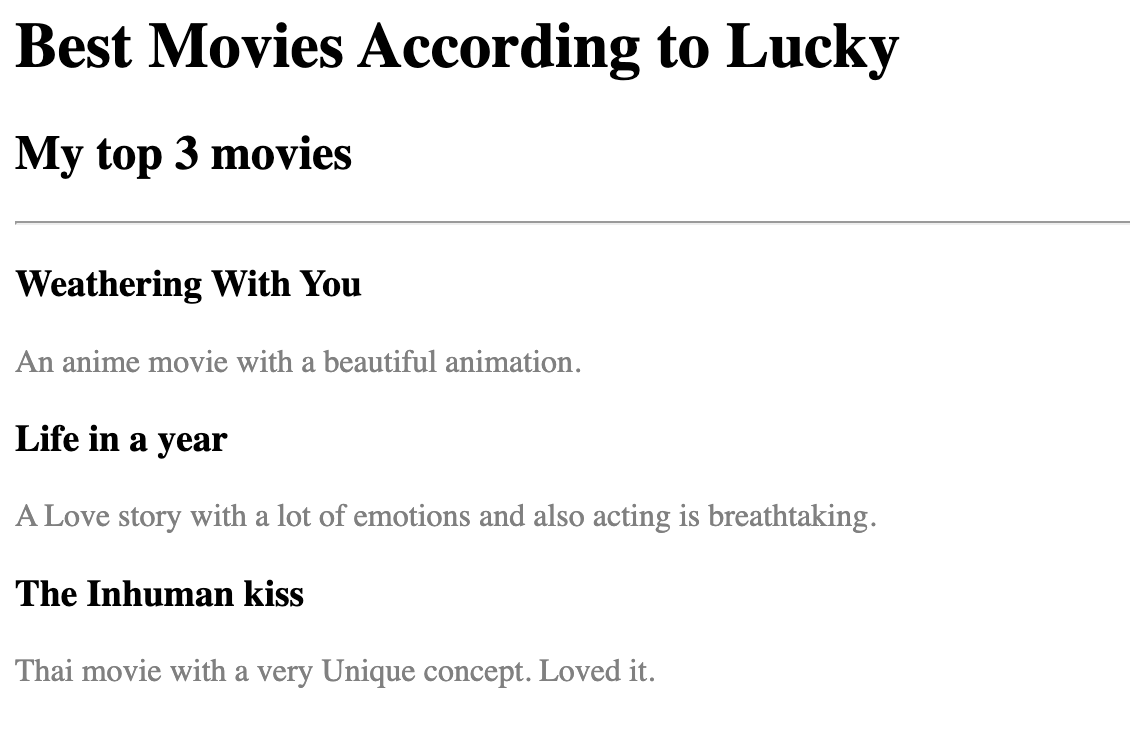 Best Movies According to Lucky
My top 3 movies
Weathering With You
An anime movie with a beautiful animation.
Life in a year
A Love story with a lot of emotions and also acting is breathtaking.
The Inhuman kiss
Thai movie with a very Unique concept. Loved it.